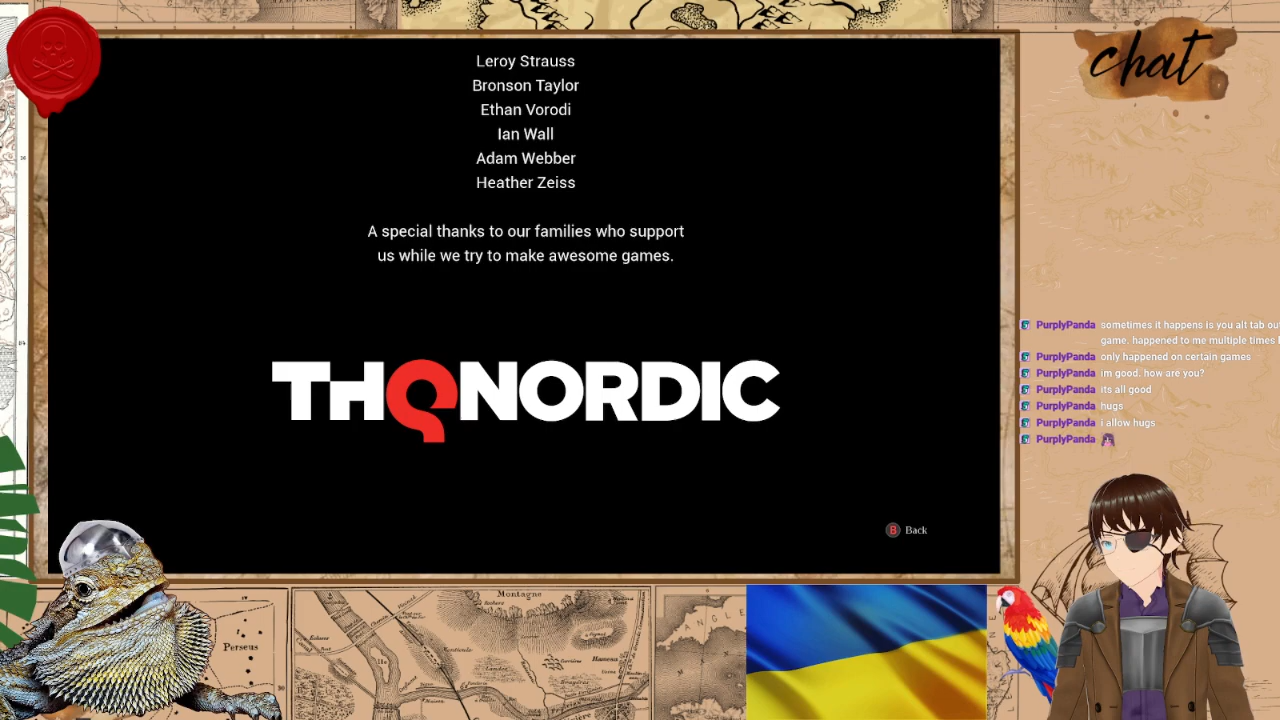 Leroy Strauss
Bronson Taylor
Ethan Vorodi
Ian Wall
Adam Webber
Heather Zeiss
A special thanks to our families who support
us while we try to make awesome games.
THQNORDIC
B Back
chat
PurplyPanda sometimes it happens is you alt tab out
game. happened to me multiple times
PurplyPanda only happened on certain games
PurplyPanda im good. how are you?
PurplyPanda its all good
PurplyPanda hugs
PurplyPanda i allow hugs
PurplyPanda
Perseus
Montagne